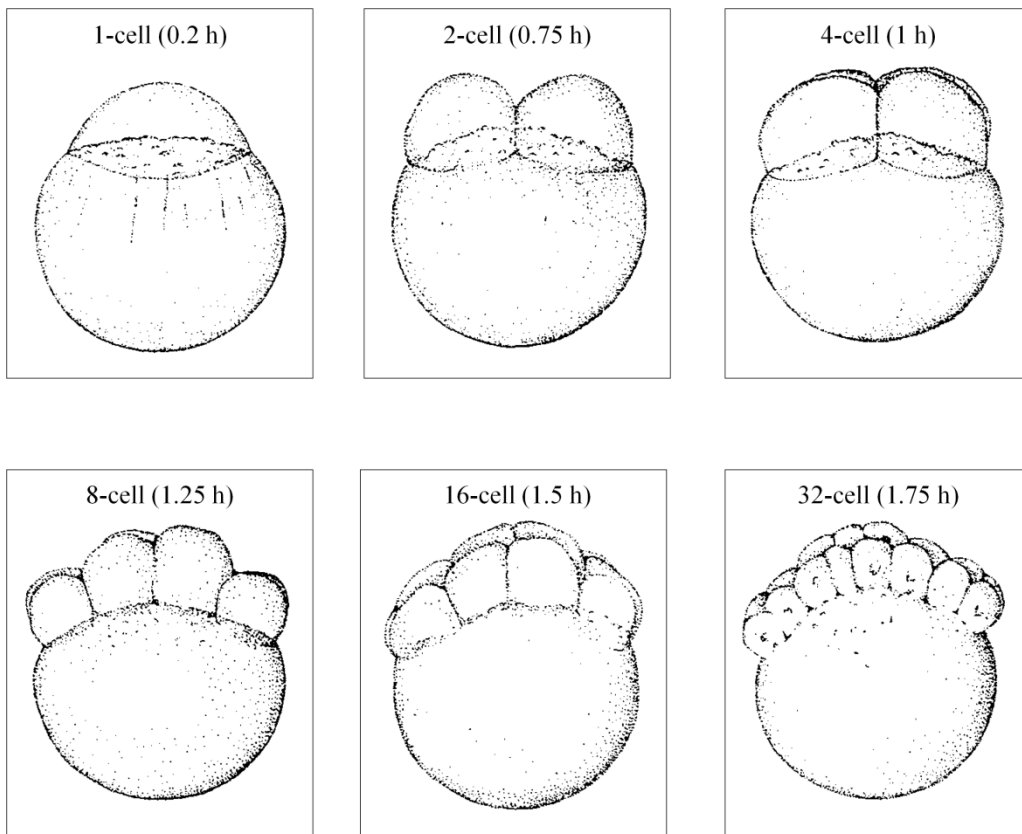 1-cell (0.2 h)
2-cell (0.75 h)
4-cell (1 h)
8-cell (1.25 h)
16-cell (1.5 h)
32-cell (1.75 h)